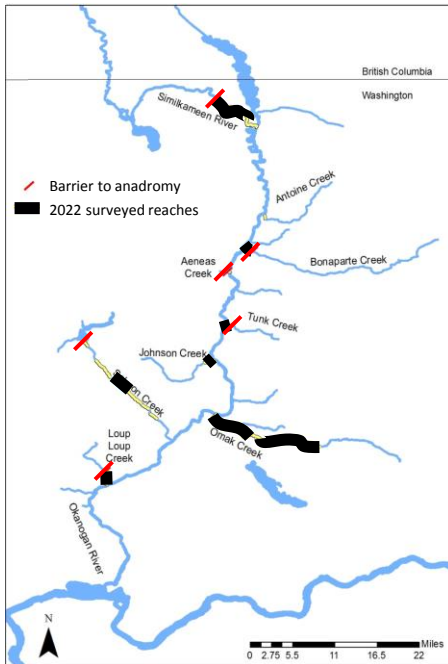 British Columbia
Washington
Similkameen River
Barrier to anadromy
2022 surveyed reaches
Antoine Creek
Bonaparte Creek
Aeneas
Creek
Tunk Creek
Johnson Creek
Creek
Omak Creek
Loup
Loup
Creek
Okanogan River
N
Miles
0 2.75 5.5 11 16.5 22